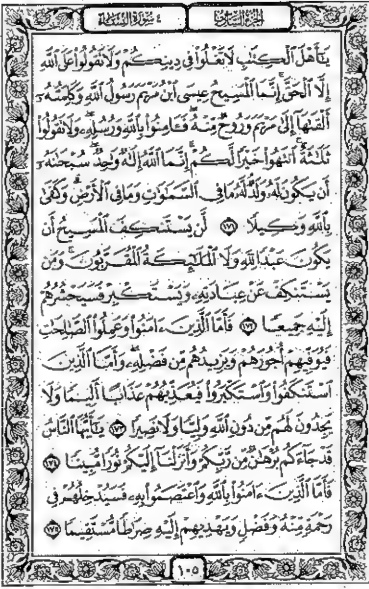 الجزء السادس
٤ سورة النساء
يَٰٓأَهْلَ ٱلْكِتَٰبِ لَا تَغْلُوا۟ فِى دِينِكُمْ وَلَا تَقُولُوا۟ عَلَى ٱللَّهِ
إِلَّا ٱلْحَقَّ ۚ إِنَّمَا ٱلْمَسِيحُ عِيسَى ٱبْنُ مَرْيَمَ رَسُولُ ٱللَّهِ وَكَلِمَتُهُۥٓ
أَلْقَىٰهَآ إِلَىٰ مَرْيَمَ وَرُوحٌ مِّنْهُ ۖ فَـَٔامِنُوا۟ بِٱللَّهِ وَرُسُلِهِۦ ۖ وَلَا تَقُولُوا۟
ثَلَٰثَةٌ ۚ ٱنتَهُوا۟ خَيْرًا لَّكُمْ ۚ إِنَّمَا ٱللَّهُ إِلَٰهٌ وَٰحِدٌ ۖ سُبْحَٰنَهُۥٓ
أَن يَكُونَ لَهُۥ وَلَدٌ ۘ لَّهُۥ مَا فِى ٱلسَّمَٰوَٰتِ وَمَا فِى ٱلْأَرْضِ ۗ وَكَفَىٰ
بِٱللَّهِ وَكِيلًا ۝١٧١ لَّن يَسْتَنكِفَ ٱلْمَسِيحُ أَن
يَكُونَ عَبْدًا لِّلَّهِ وَلَا ٱلْمَلَٰٓئِكَةُ ٱلْمُقَرَّبُونَ ۚ وَمَن
يَسْتَنكِفْ عَنْ عِبَادَتِهِۦ وَيَسْتَكْبِرْ فَسَيَحْشُرُهُمْ
إِلَيْهِ جَمِيعًا ۝١٧٢ فَأَمَّا ٱلَّذِينَ ءَامَنُوا۟ وَعَمِلُوا۟ ٱلصَّٰلِحَٰتِ
فَيُوَفِّيهِمْ أُجُورَهُمْ وَيَزِيدُهُم مِّن فَضْلِهِۦ ۖ وَأَمَّا ٱلَّذِينَ
ٱسْتَنكَفُوا۟ وَٱسْتَكْبَرُوا۟ فَيُعَذِّبُهُمْ عَذَابًا أَلِيمًا وَلَا
يَجِدُونَ لَهُم مِّن دُونِ ٱللَّهِ وَلِيًّا وَلَا نَصِيرًا ۝١٧٣ يَٰٓأَيُّهَا ٱلنَّاسُ
قَدْ جَآءَكُم بُرْهَٰنٌ مِّن رَّبِّكُمْ وَأَنزَلْنَآ إِلَيْكُمْ نُورًا مُّبِينًا ۝١٧٤
فَأَمَّا ٱلَّذِينَ ءَامَنُوا۟ بِٱللَّهِ وَٱعْتَصَمُوا۟ بِهِۦ فَسَيُدْخِلُهُمْ فِى
رَحْمَةٍ مِّنْهُ وَفَضْلٍ وَيَهْدِيهِمْ إِلَيْهِ صِرَٰطًا مُّسْتَقِيمًا ۝١٧٥
١٠٥